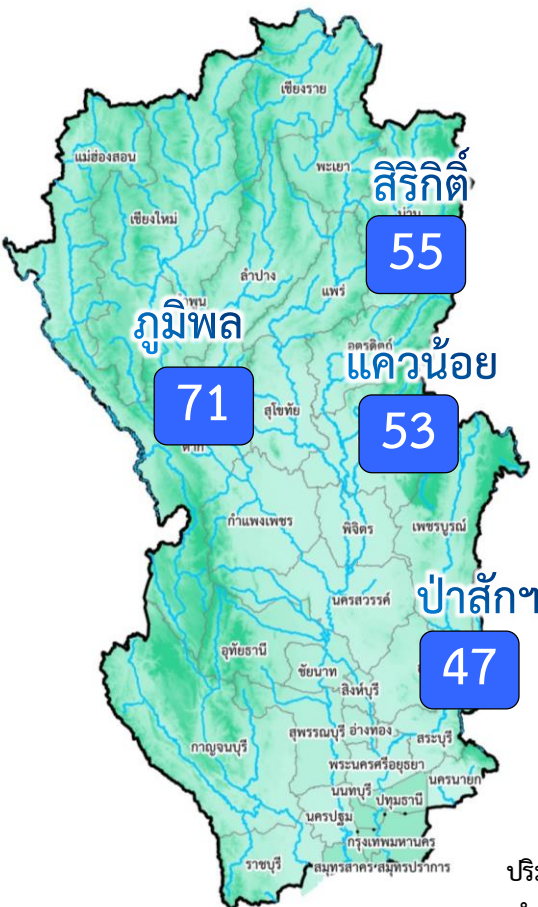 เชียงราย
แม่ฮ่องสอน
พะเยา
สิริกิติ์
น่าน
เชียงใหม่
55
ลำปาง
แพร่
ลำพูน
ภูมิพล
อุตรดิตถ์
แควน้อย
71
สุโขทัย
53
ตาก
กำแพงเพชร
พิจิตร
เพชรบูรณ์
นครสวรรค์
ป่าสักฯ
อุทัยธานี
47
ชัยนาท
สิงห์บุรี
สุพรรณบุรี อ่างทอง
สระบุรี
กาญจนบุรี
พระนครศรีอยุธยา
นครนายก
นนทบุรี
ปทุมธานี
นครปฐม
กรุงเทพมหานคร
ราชบุรี
สมุทรสาคร สมุทรปราการ